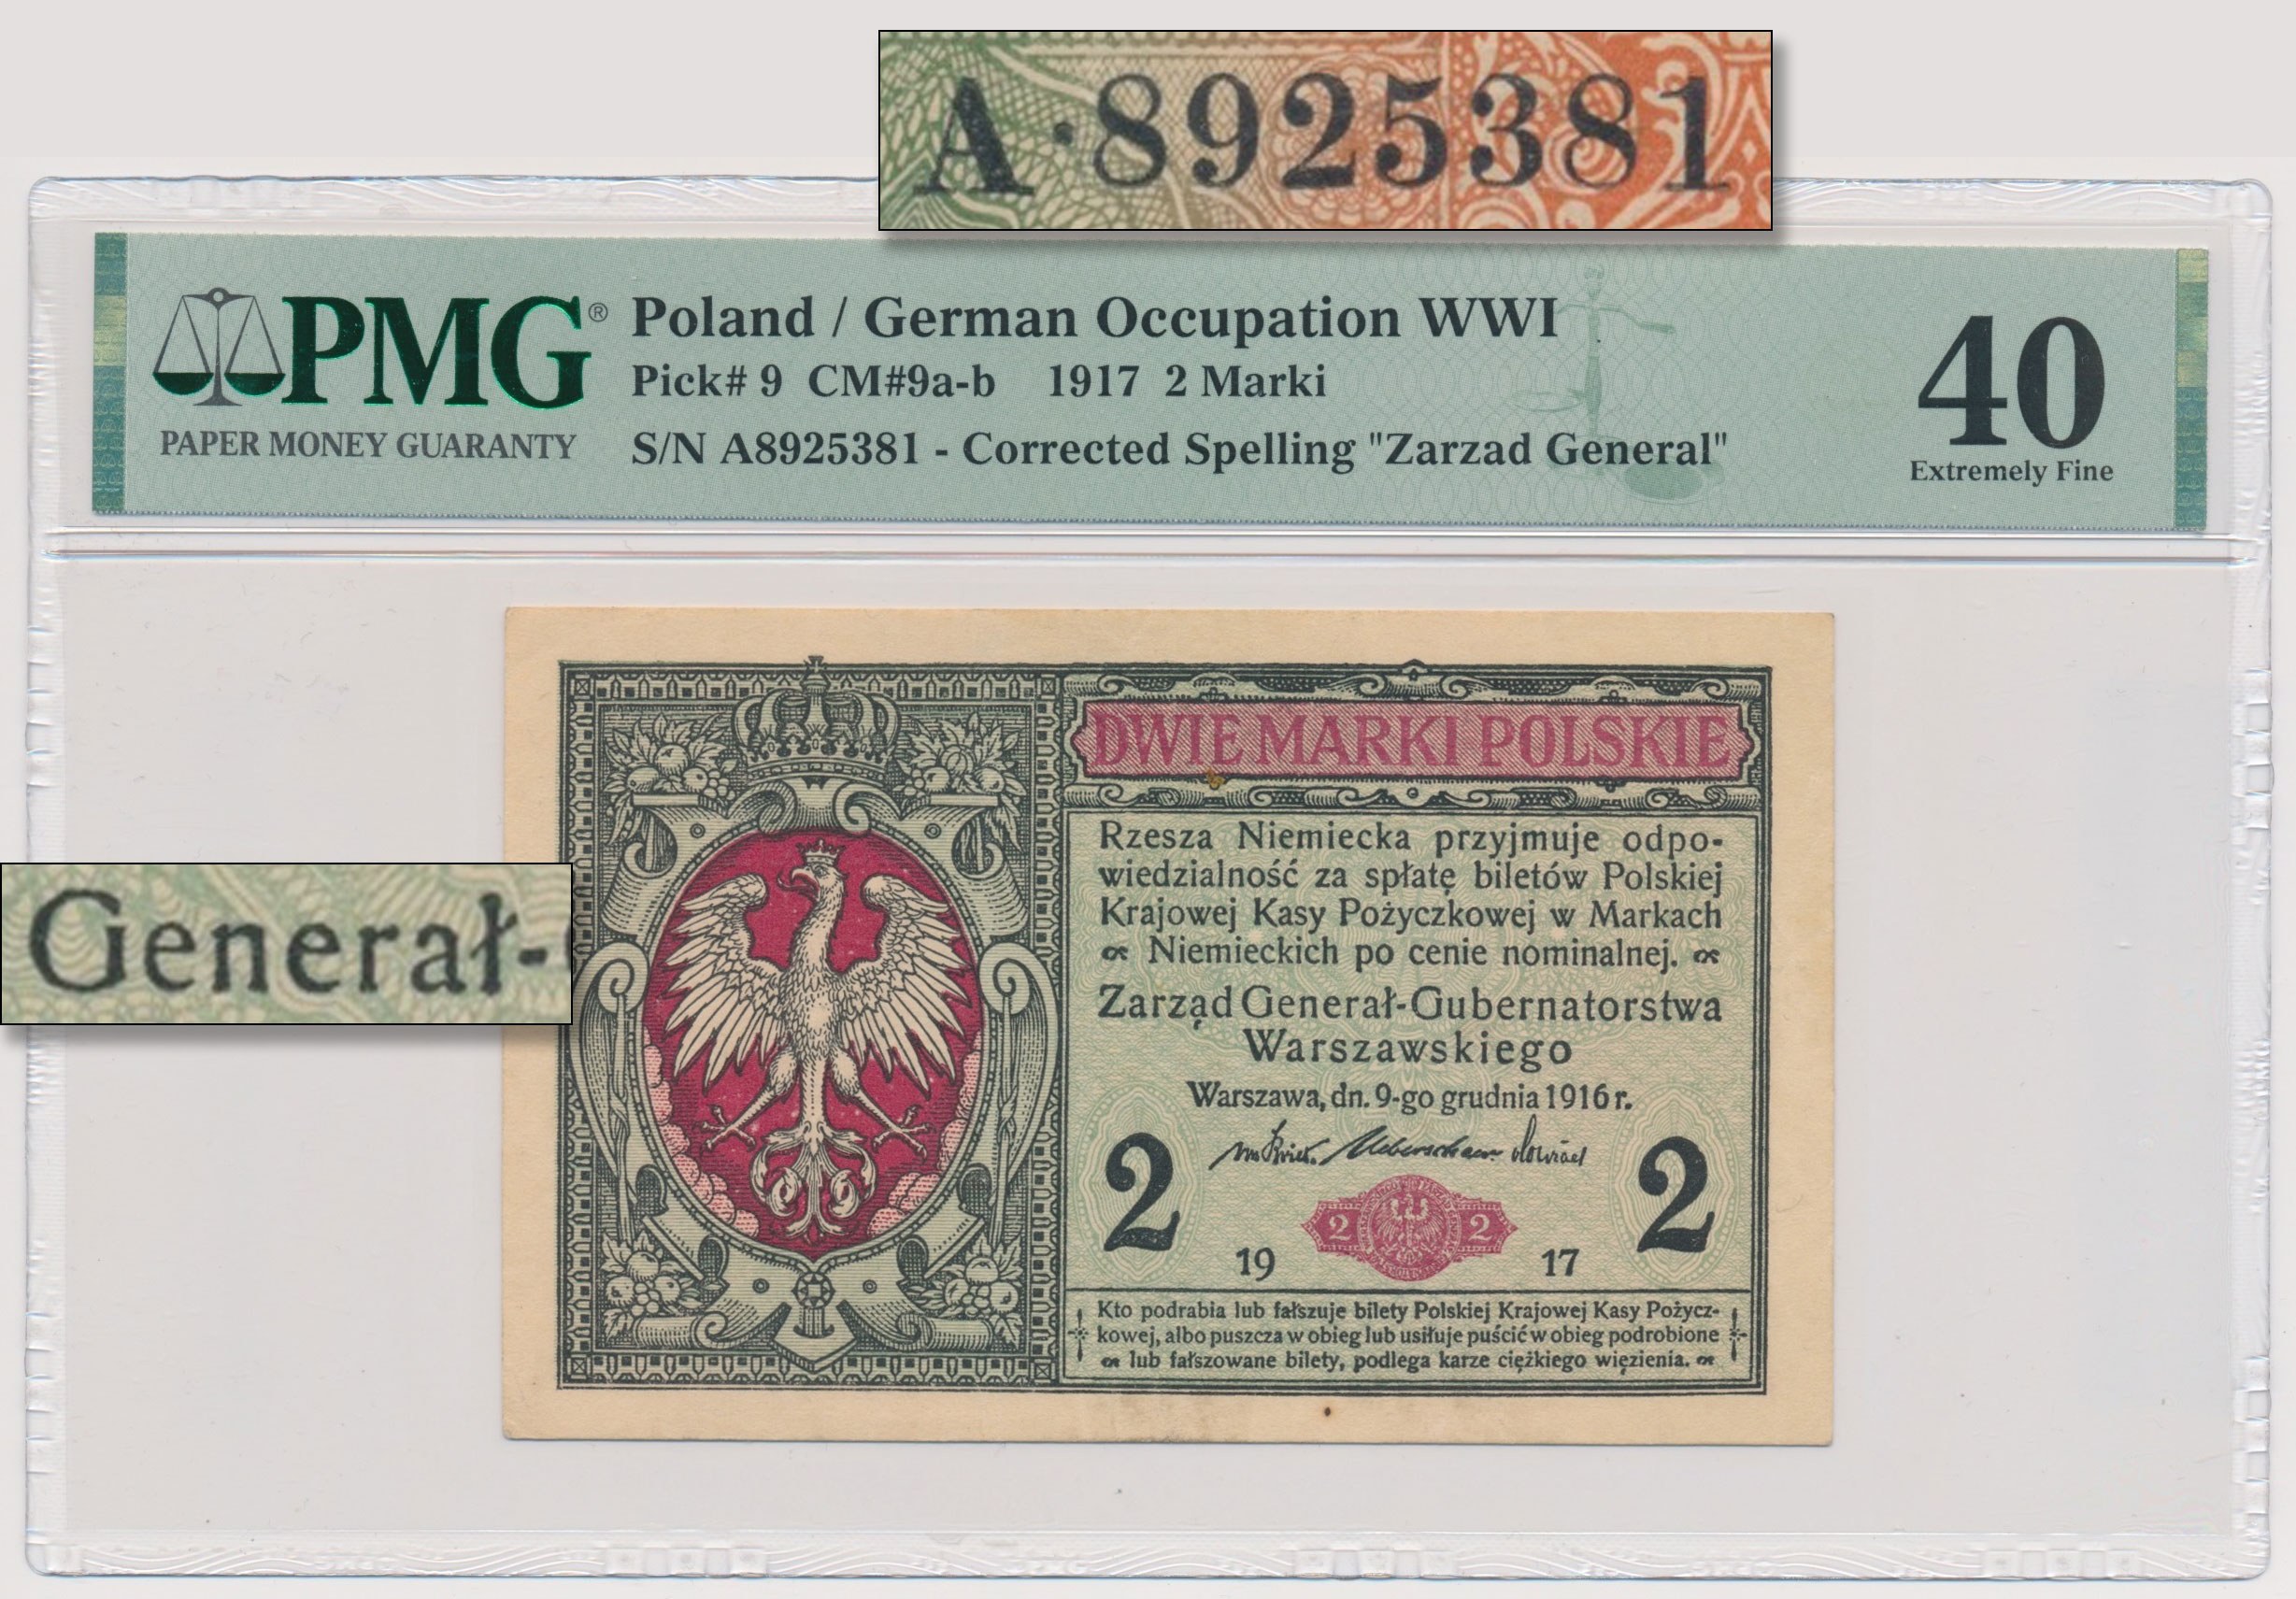 A·8925381
PMG®
PAPER MONEY GUARANTY
Poland / German Occupation WWI
Pick# 9 CM#9a-b 1917 2 Marki
S/N A8925381 - Corrected Spelling "Zarzad General"
40
Extremely Fine
Generał-
DWIE MARKI POLSKIE
Rzesza Niemiecka przyjmuje odpo-
wiedzialność za spłatę biletów Polskiej
Krajowej Kasy Pożyczkowej w Markach
Niemieckich po cenie nominalnej.
Zarząd Generał-Gubernatorstwa
Warszawskiego
Warszawa, dn. 9-go grudnia 1916 r.
2 2 2 2
19 17
Kto podrabia lub fałszuje bilety Polskiej Krajowej Kasy Pożycz-
kowej, albo puszcza w obieg lub usiłuje puścić w obieg podrobione
lub fałszowane bilety, podlega karze ciężkiego więzienia.